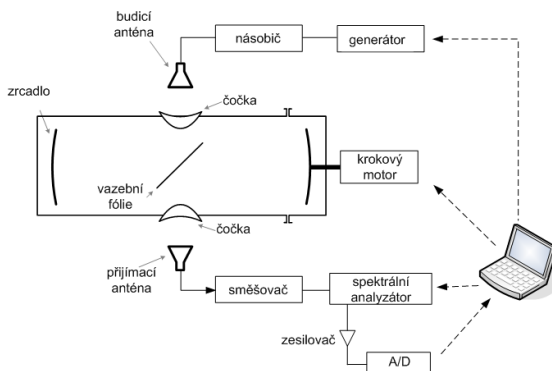 budicí
anténa
násobič
generátor
zrcadlo
čočka
krokový
motor
vazební
fólie
čočka
přijímací
anténa
směšovač
spektrální
analyzátor
zesilovač
A/D